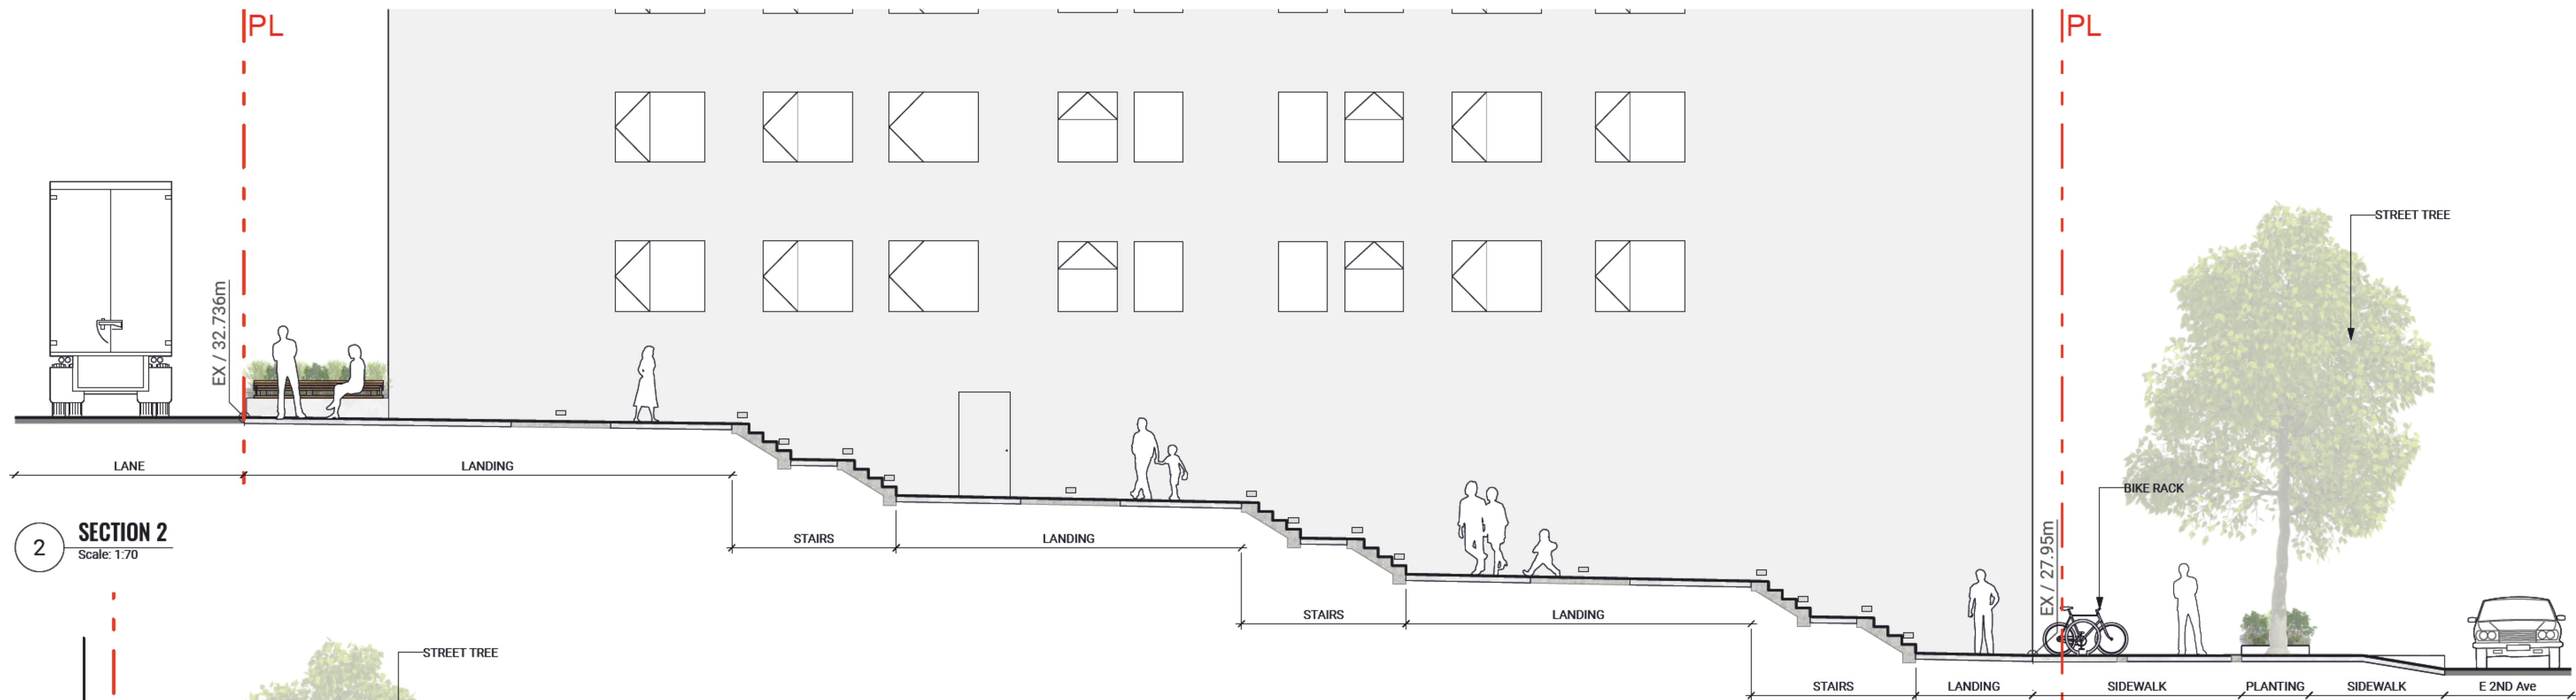 PL
PL
STREET TREE
EX / 32.736m
LANE
LANDING
BIKE RACK
2
SECTION 2
Scale: 1:70
STAIRS
LANDING
EX / 27.95m
STAIRS
LANDING
STREET TREE
STAIRS
LANDING
SIDEWALK
PLANTING
SIDEWALK
E 2ND Ave